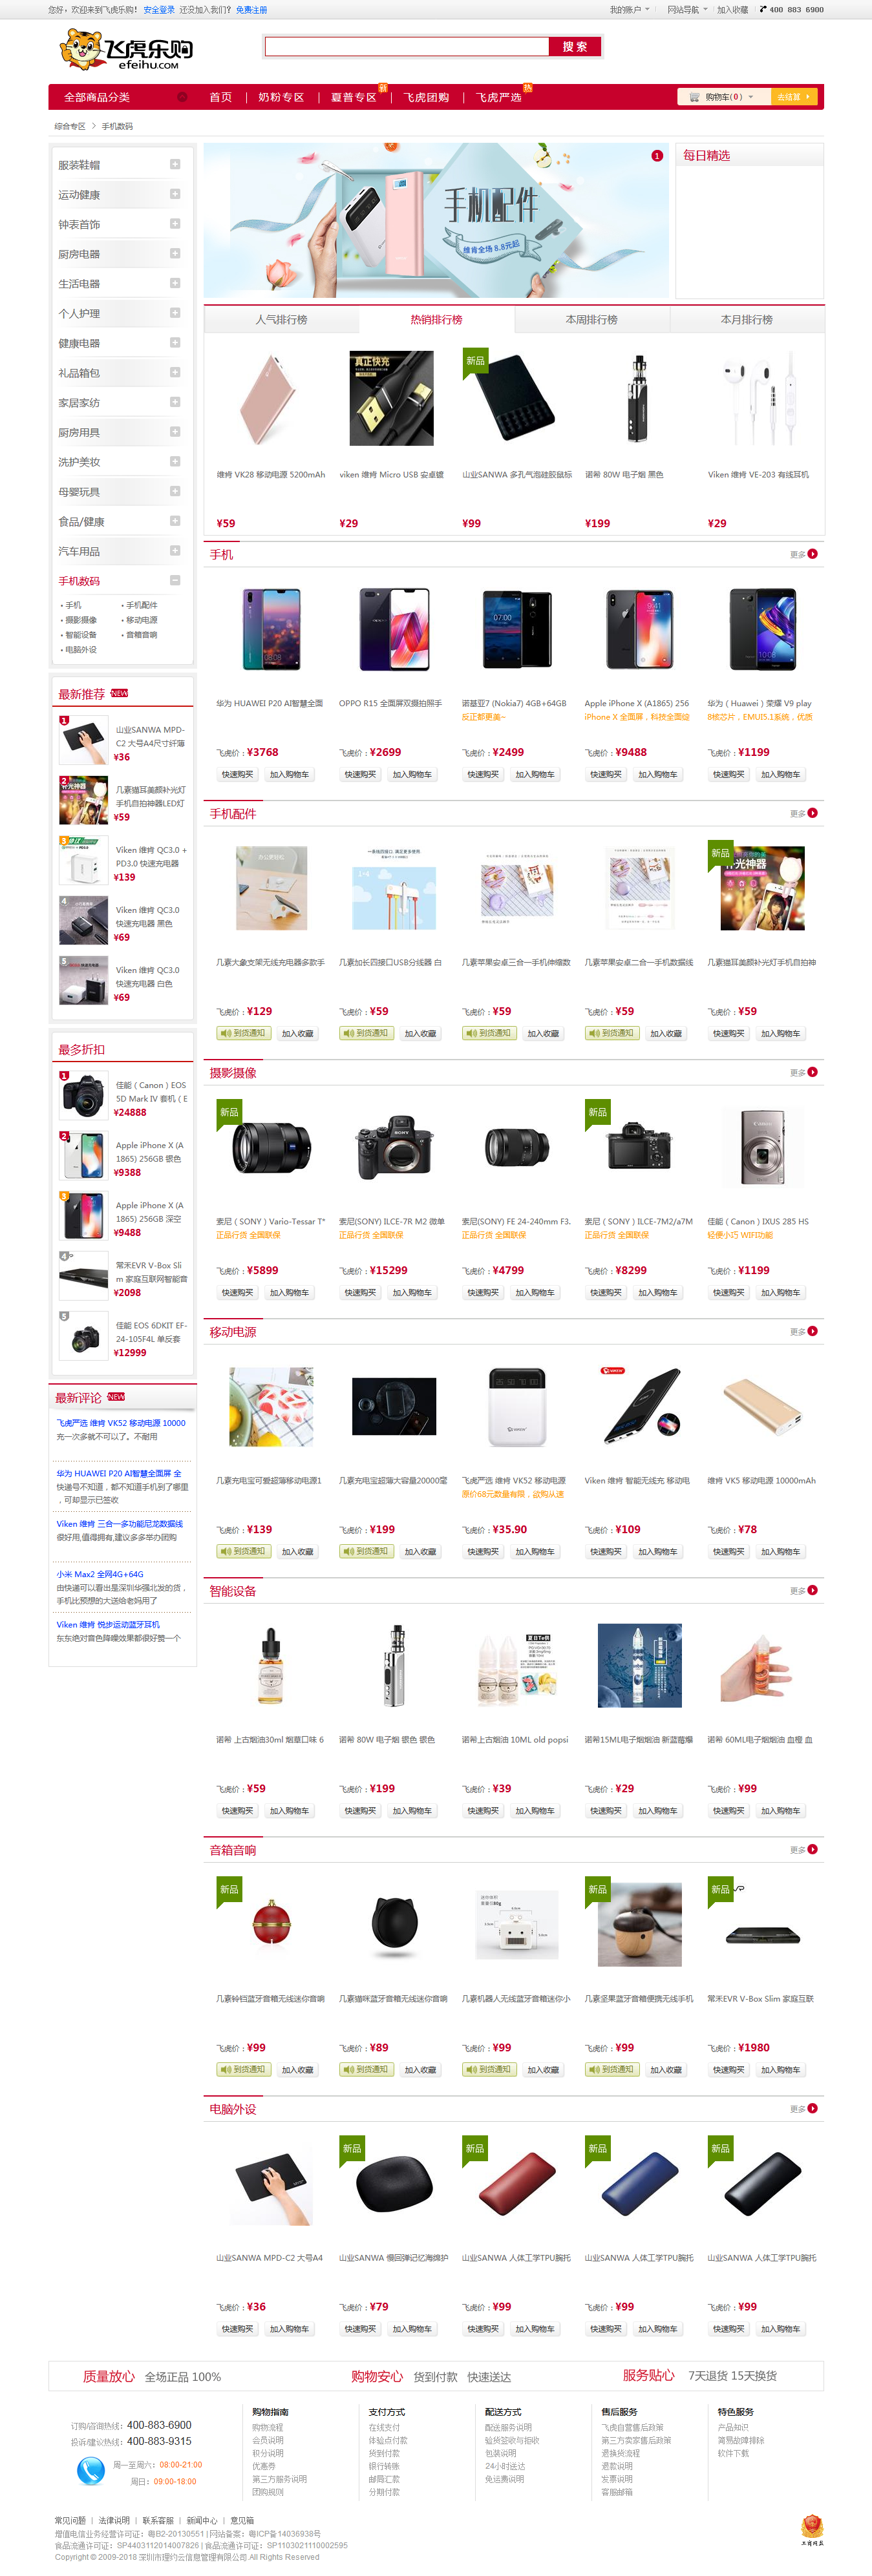 您好，欢迎来到飞虎乐购！ 安全登录 还没加入我们？ 免费注册
我的账户 网站导航 加入收藏 400 883 6900
飞虎乐购
efeihu.com
搜 索
全部商品分类 首页 奶粉专区 夏普专区 飞虎团购 飞虎严选 购物车(0) 去结算
综合专区 > 手机数码
服装鞋帽
运动健康
钟表首饰
厨房电器
生活电器
个人护理
健康电器
礼品箱包
家居家纺
厨房用具
洗护美妆
母婴玩具
食品/健康
汽车用品
手机数码
• 手机 • 手机配件
• 摄影摄像 • 移动电源
• 智能设备 • 音箱音响
• 电脑外设
手机配件
维肯全场 8.8元起
1
每日精选
人气排行榜 热销排行榜 本周排行榜 本月排行榜
真正快充
新品
维肯 VK28 移动电源 5200mAh viken 维肯 Micro USB 安卓镀 山业SANWA 多孔气泡硅胶鼠标 诺希 80W 电子烟 黑色 Viken 维肯 VE-203 有线耳机
¥59 ¥29 ¥99 ¥199 ¥29
最新推荐 NEW
山业SANWA MPD-
C2 大号A4尺寸纤薄
¥36
几素猫耳美颜补光灯
手机自拍神器LED灯
¥59
Viken 维肯 QC3.0 +
PD3.0 快速充电器
¥139
Viken 维肯 QC3.0
快速充电器 黑色
¥69
Viken 维肯 QC3.0
快速充电器 白色
¥69
最多折扣
佳能（Canon）EOS
5D Mark IV 套机（E
¥24888
Apple iPhone X (A
1865) 256GB 银色
¥9388
Apple iPhone X (A
1865) 256GB 深空
¥9488
常禾EVR V-Box Sli
m 家庭互联网智能音
¥2098
佳能 EOS 6DKIT EF-
24-105F4L 单反套
¥12999
最新评论 NEW
飞虎严选 维肯 VK52 移动电源 10000
充一次多就不可以了。不耐用
华为 HUAWEI P20 AI智慧全面屏 全
快递号不知道，都不知道手机到了哪里
，可却显示已签收
Viken 维肯 三合一多功能尼龙数据线
很好用,值得拥有,建议多多举办团购
小米 Max2 全网4G+64G
由快递可以看出是深圳华强北发的货，
手机比预想的大送给老妈用了
Viken 维肯 悦步运动蓝牙耳机
东东绝对音色降噪效果都很好赞一个
手机 更多
华为 HUAWEI P20 AI智慧全面 OPPO R15 全面屏双摄拍照手 诺基亚7 (Nokia7) 4GB+64GB Apple iPhone X (A1865) 256 华为（Huawei）荣耀 V9 play
反正都更美~ iPhone X 全面屏，科技全面绽 8核芯片，EMUI5.1系统，优质
飞虎价：¥3768 飞虎价：¥2699 飞虎价：¥2499 飞虎价：¥9488 飞虎价：¥1199
快速购买 加入购物车 快速购买 加入购物车 快速购买 加入购物车 快速购买 加入购物车 快速购买 加入购物车
手机配件 更多
新品
补光神器
几素大象支架无线充电器多款手 几素加长四接口USB分线器 白 几素苹果安卓三合一手机伸缩数 几素苹果安卓二合一手机数据线 几素猫耳美颜补光灯手机自拍神
飞虎价：¥129 飞虎价：¥59 飞虎价：¥59 飞虎价：¥59 飞虎价：¥59
到货通知 加入收藏 到货通知 加入收藏 到货通知 加入收藏 到货通知 加入收藏 快速购买 加入购物车
摄影摄像 更多
新品 新品
索尼（SONY）Vario-Tessar T* 索尼(SONY) ILCE-7R M2 微单 索尼(SONY) FE 24-240mm F3. 索尼（SONY）ILCE-7M2/a7M 佳能（Canon）IXUS 285 HS
正品行货 全国联保 正品行货 全国联保 正品行货 全国联保 正品行货 全国联保 轻便小巧 WIFI功能
飞虎价：¥5899 飞虎价：¥15299 飞虎价：¥4799 飞虎价：¥8299 飞虎价：¥1199
快速购买 加入购物车 快速购买 加入购物车 快速购买 加入购物车 快速购买 加入购物车 快速购买 加入购物车
移动电源 更多
几素充电宝可爱超薄移动电源1 几素充电宝超薄大容量20000毫 飞虎严选 维肯 VK52 移动电源 Viken 维肯 智能无线充 移动电 维肯 VK5 移动电源 10000mAh
原价68元数量有限，欲购从速
飞虎价：¥139 飞虎价：¥199 飞虎价：¥35.90 飞虎价：¥109 飞虎价：¥78
到货通知 加入收藏 到货通知 加入收藏 快速购买 加入购物车 快速购买 加入购物车 快速购买 加入购物车
智能设备 更多
诺希 上古烟油30ml 烟草口味 6 诺希 80W 电子烟 银色 银色 诺希上古烟油 10ML old popsi 诺希15ML电子烟烟油 新蓝莓爆 诺希 60ML电子烟烟油 血橙 血
飞虎价：¥59 飞虎价：¥199 飞虎价：¥39 飞虎价：¥29 飞虎价：¥99
快速购买 加入购物车 快速购买 加入购物车 快速购买 加入购物车 快速购买 加入购物车 快速购买 加入购物车
音箱音响 更多
新品 新品 新品
几素铃铛蓝牙音箱无线迷你音响 几素猫咪蓝牙音箱无线迷你音响 几素机器人无线蓝牙音箱迷你小 几素坚果蓝牙音箱便携无线手机 常禾EVR V-Box Slim 家庭互联
飞虎价：¥99 飞虎价：¥89 飞虎价：¥99 飞虎价：¥99 飞虎价：¥1980
到货通知 加入收藏 到货通知 加入收藏 到货通知 加入收藏 到货通知 加入收藏 快速购买 加入购物车
电脑外设 更多
新品 新品 新品 新品
山业SANWA MPD-C2 大号A4 山业SANWA 慢回弹记忆海绵护 山业SANWA 人体工学TPU腕托 山业SANWA 人体工学TPU腕托 山业SANWA 人体工学TPU腕托
飞虎价：¥36 飞虎价：¥79 飞虎价：¥99 飞虎价：¥99 飞虎价：¥99
快速购买 加入购物车 快速购买 加入购物车 快速购买 加入购物车 快速购买 加入购物车 快速购买 加入购物车
质量放心 全场正品 100% 购物安心 货到付款 快速送达 服务贴心 7天退货 15天换货
订购/咨询热线：400-883-6900
投诉/建议热线：400-883-9315
周一至周六：08:00-21:00
周日：09:00-18:00
购物指南
购物流程
会员说明
积分说明
优惠券
第三方服务说明
团购规则
支付方式
在线支付
体验点付款
货到付款
银行转账
邮局汇款
分期付款
配送方式
配送服务说明
验货签收与拒收
包装说明
24小时送达
免运费说明
售后服务
飞虎自营售后政策
第三方卖家售后政策
退换货流程
退款说明
发票说明
客服邮箱
特色服务
产品知识
简易故障排除
软件下载
常见问题 | 法律说明 | 联系客服 | 新闻中心 | 意见箱
增值电信业务经营许可证：粤B2-20130551 | 网站备案：粤ICP备14036938号
食品流通许可证：SP4403112014007826 | 食品流通许可证：SP1103021110002595
Copyright © 2009-2018 深圳市理约云信息管理有限公司.All Rights Reserved
工商网监